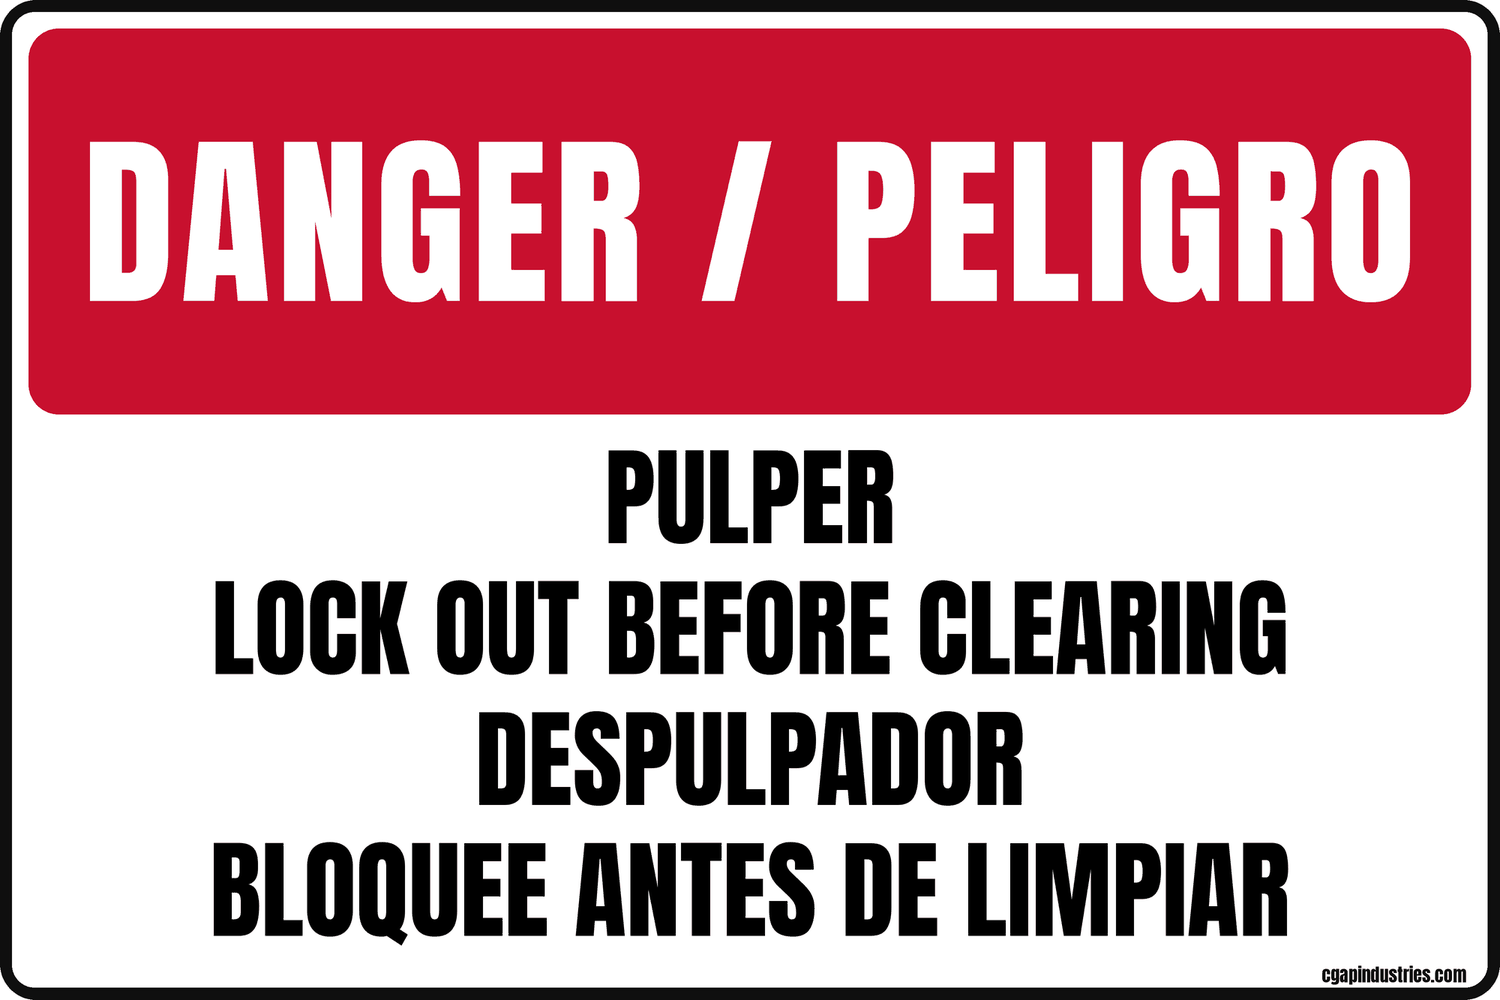 DANGER / PELIGRO
PULPER
LOCK OUT BEFORE CLEARING
DESPULPADOR
BLOQUEE ANTES DE LIMPIAR
cgapindustries.com